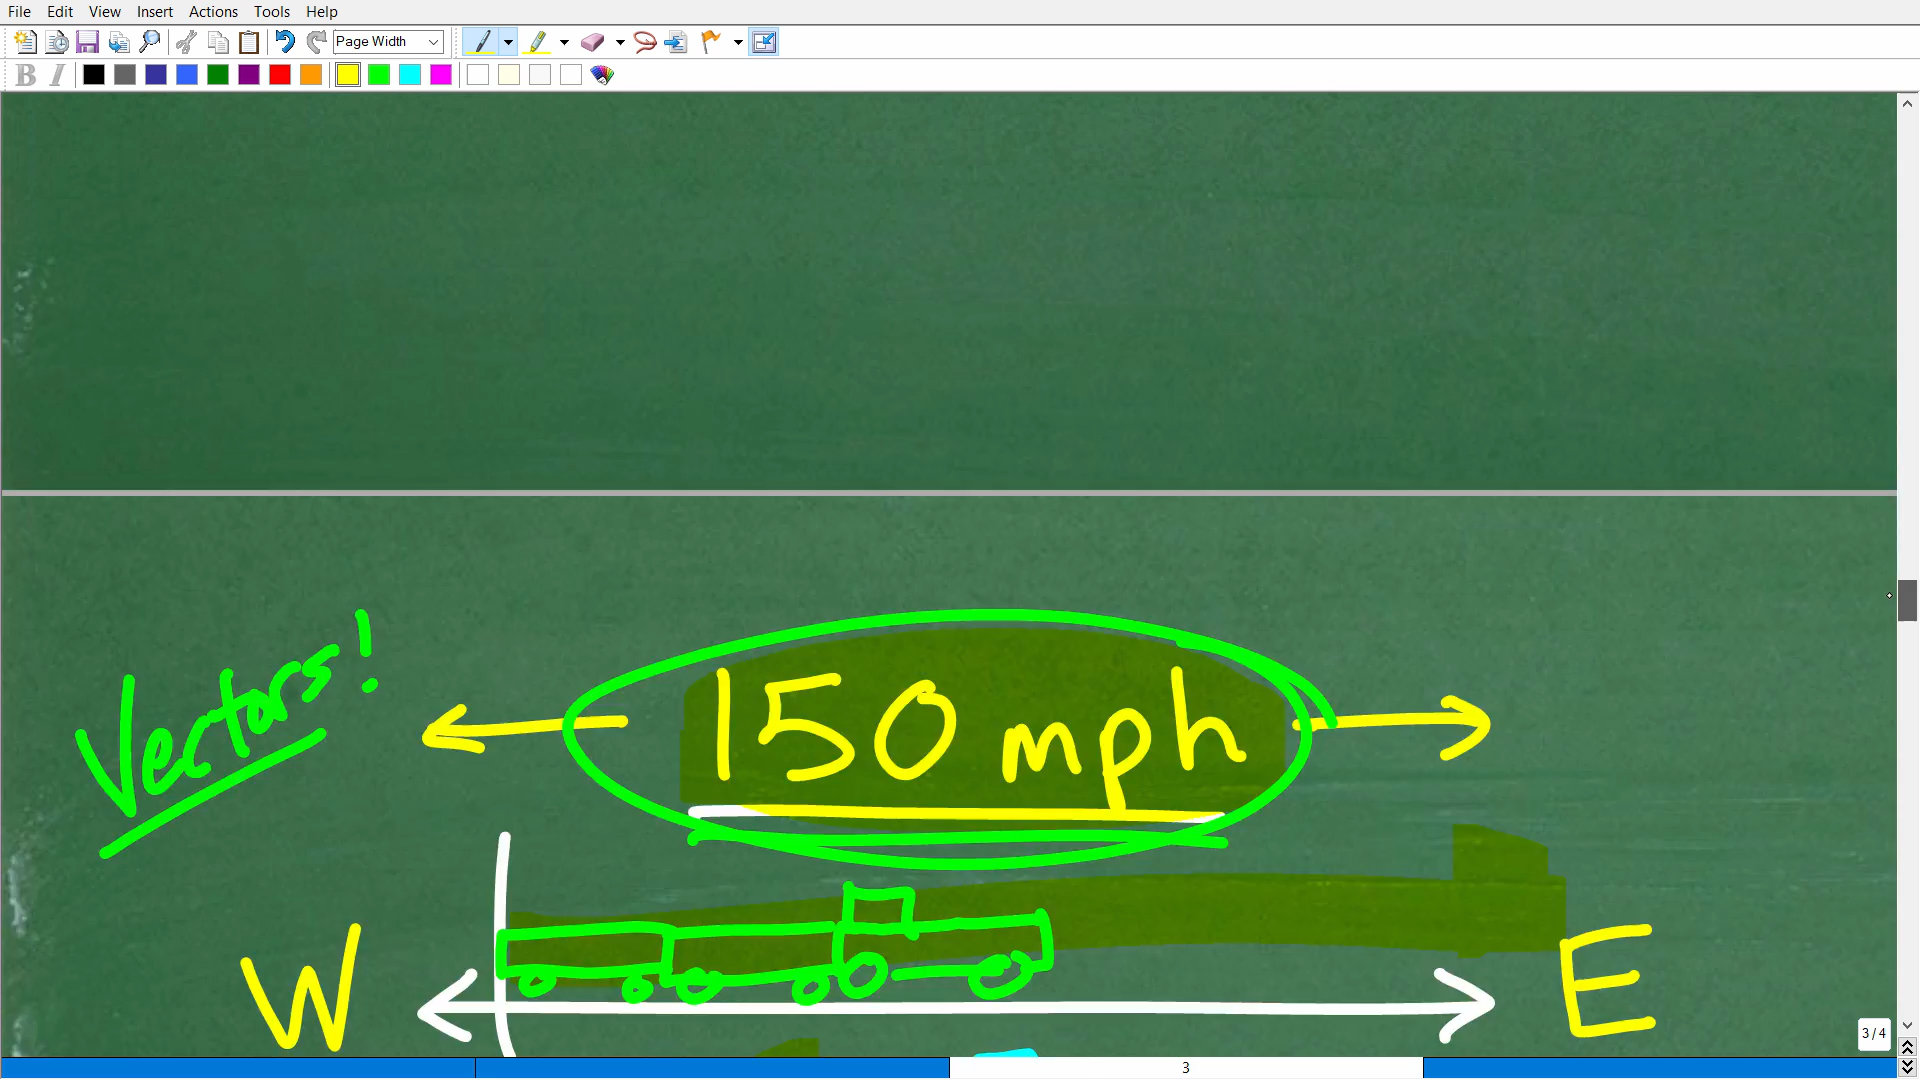 File Edit View Insert Actions Tools Help
Page Width
B I
Vectors!
150 mph
W
E
3 / 4
3